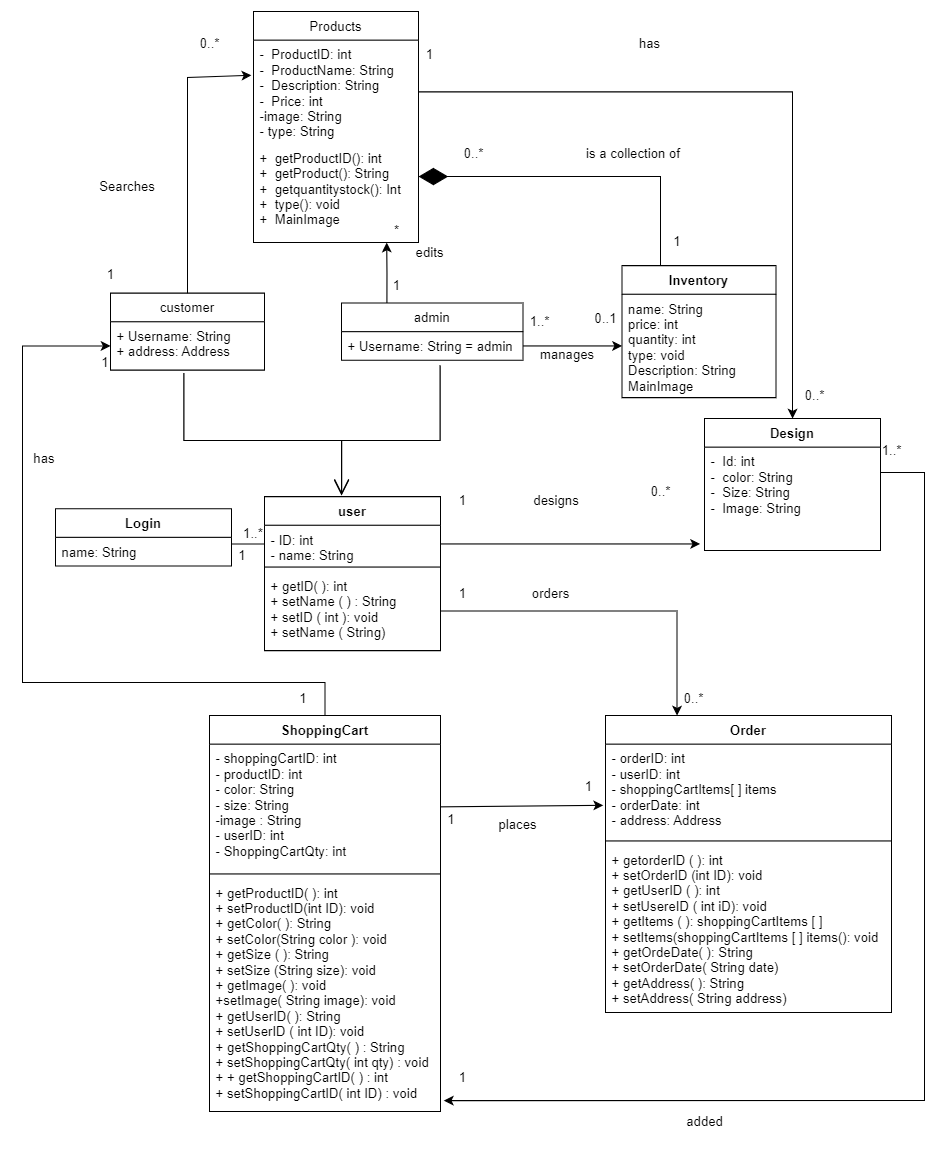 Products
- ProductID: int
- ProductName: String
- Description: String
- Price: int
-image: String
- type: String
+ getProductID(): int
+ getProduct(): String
+ getquantitystock(): Int
+ type(): void
+ MainImage
0..*
1
has
Searches
0..*
is a collection of
*
edits
1
1
1
customer
+ Username: String
+ address: Address
1
admin
+ Username: String = admin
1..*
0..1
manages
Inventory
name: String
price: int
quantity: int
type: void
Description: String
MainImage
0..*
Design
- Id: int
- color: String
- Size: String
- Image: String
1..*
has
Login
name: String
1..*
1
user
- ID: int
- name: String
+ getID( ): int
+ setName ( ) : String
+ setID ( int ): void
+ setName ( String)
1
designs
0..*
1
orders
0..*
1
ShoppingCart
- shoppingCartID: int
- productID: int
- color: String
- size: String
-image : String
- userID: int
- ShoppingCartQty: int
+ getProductID( ): int
+ setProductID(int ID): void
+ getColor( ): String
+ setColor(String color ): void
+ getSize ( ): String
+ setSize (String size): void
+ getImage( ): void
+setImage( String image): void
+ getUserID( ): String
+ setUserID ( int ID): void
+ getShoppingCartQty( ) : String
+ setShoppingCartQty( int qty) : void
+ + getShoppingCartID( ) : int
+ setShoppingCartID( int ID) : void
1
1
places
Order
- orderID: int
- userID: int
- shoppingCartItems[ ] items
- orderDate: int
- address: Address
+ getorderID ( ): int
+ setOrderID (int ID): void
+ getUserID ( ): int
+ setUsereID ( int iD): void
+ getItems ( ): shoppingCartItems [ ]
+ setItems(shoppingCartItems [ ] items(): void
+ getOrdeDate( ): String
+ setOrderDate( String date)
+ getAddress( ): String
+ setAddress( String address)
1
added